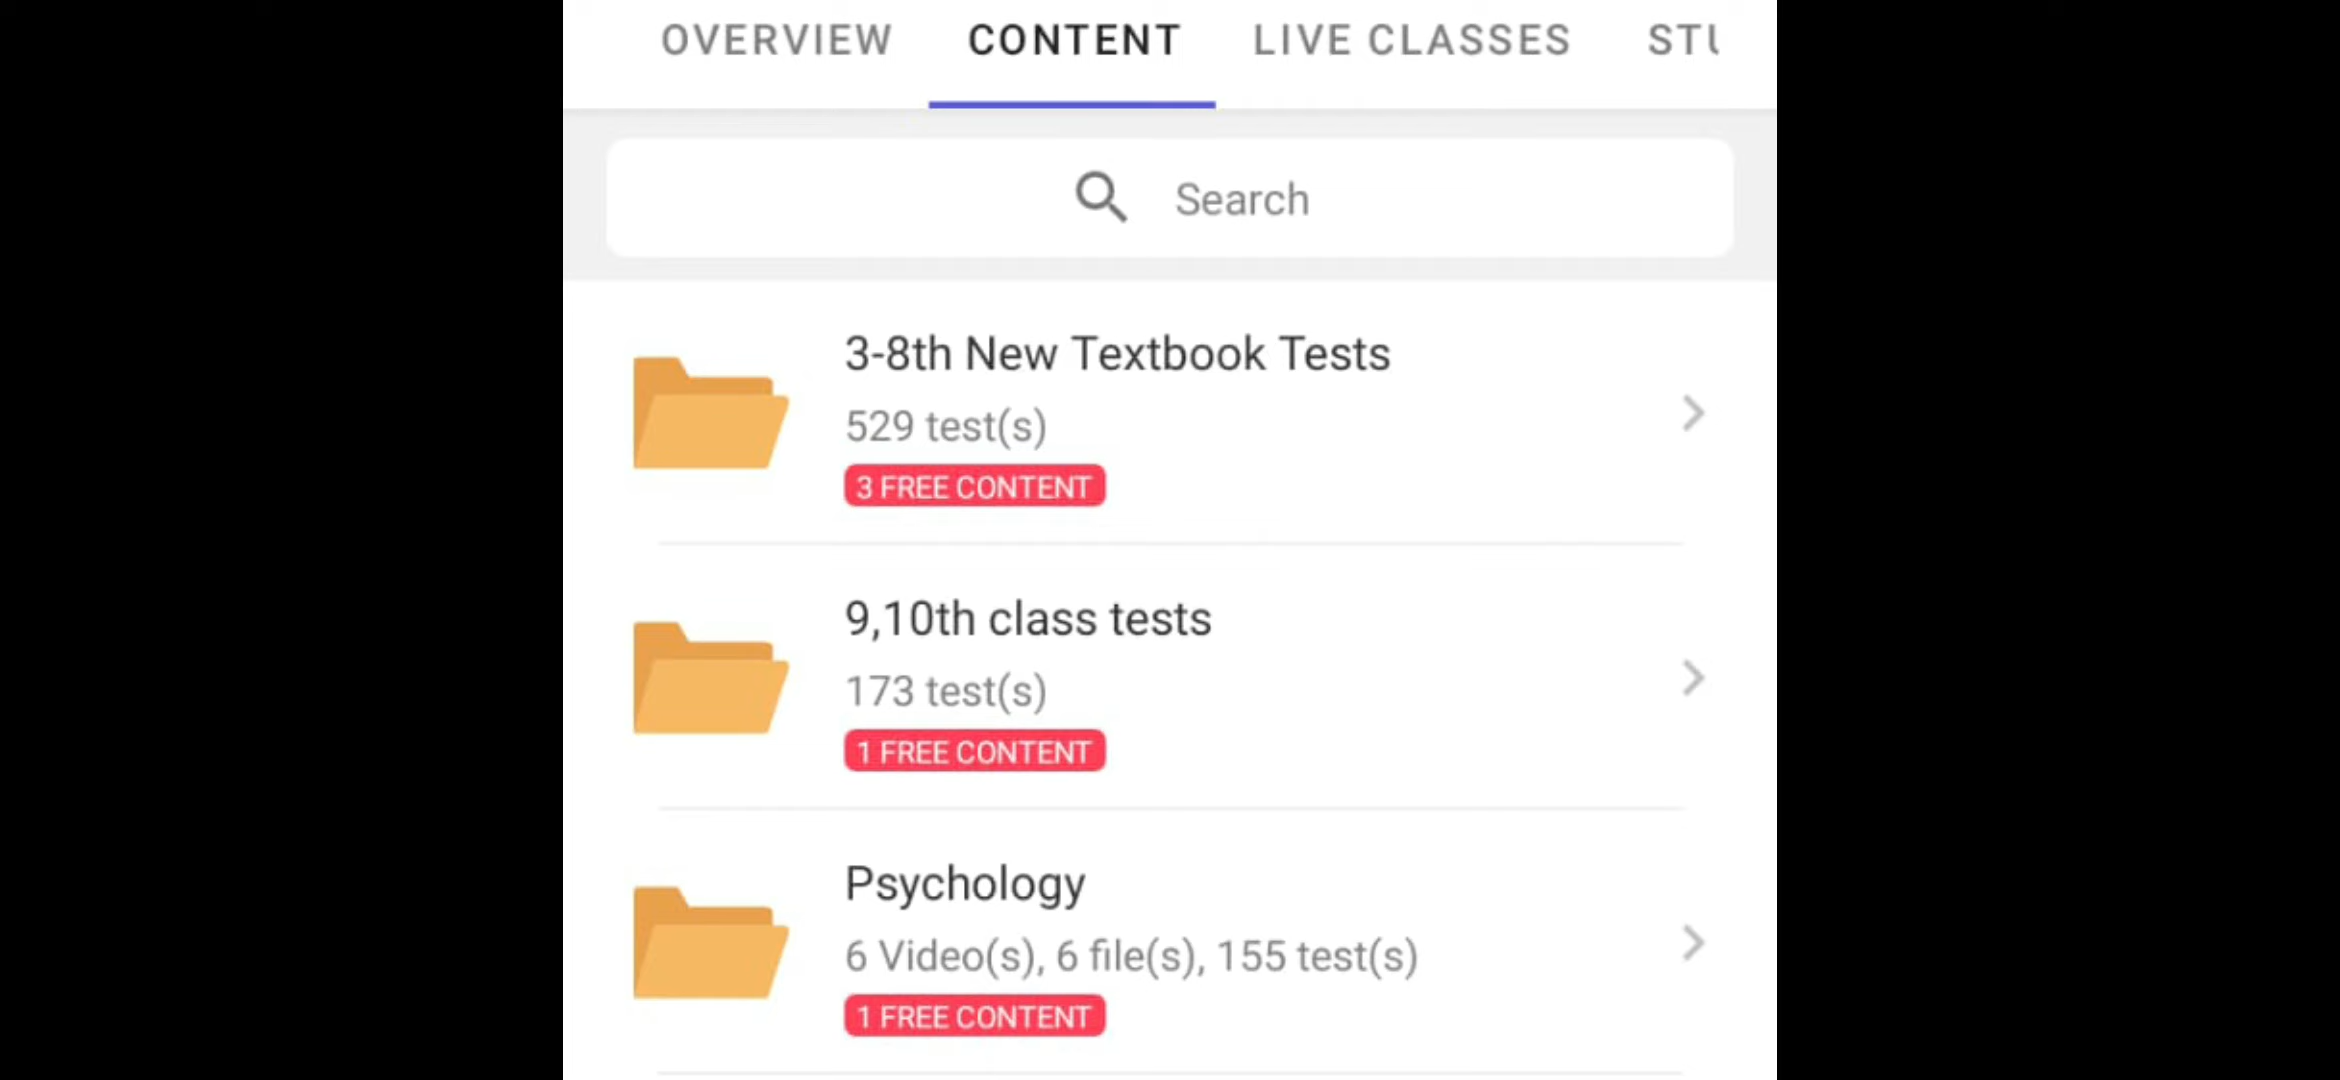 OVERVIEW CONTENT LIVE CLASSES
Search
3-8th New Textbook Tests
529 test(s)
3 FREE CONTENT
9,10th class tests
173 test(s)
1 FREE CONTENT
Psychology
6 Video(s), 6 file(s), 155 test(s)
1 FREE CONTENT